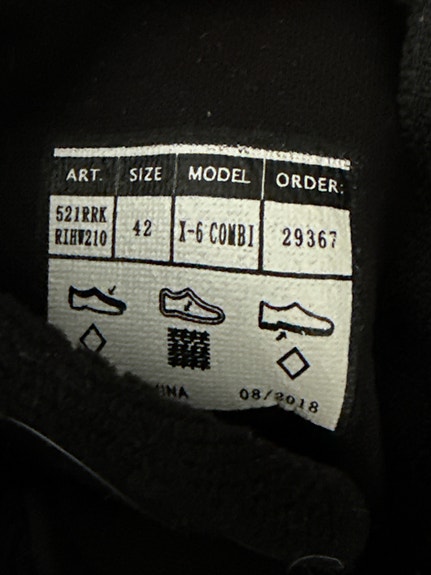 ART. SIZE MODEL ORDER:
521RRK
RIHW210 42 X-6 COMBI 29367
08/2018